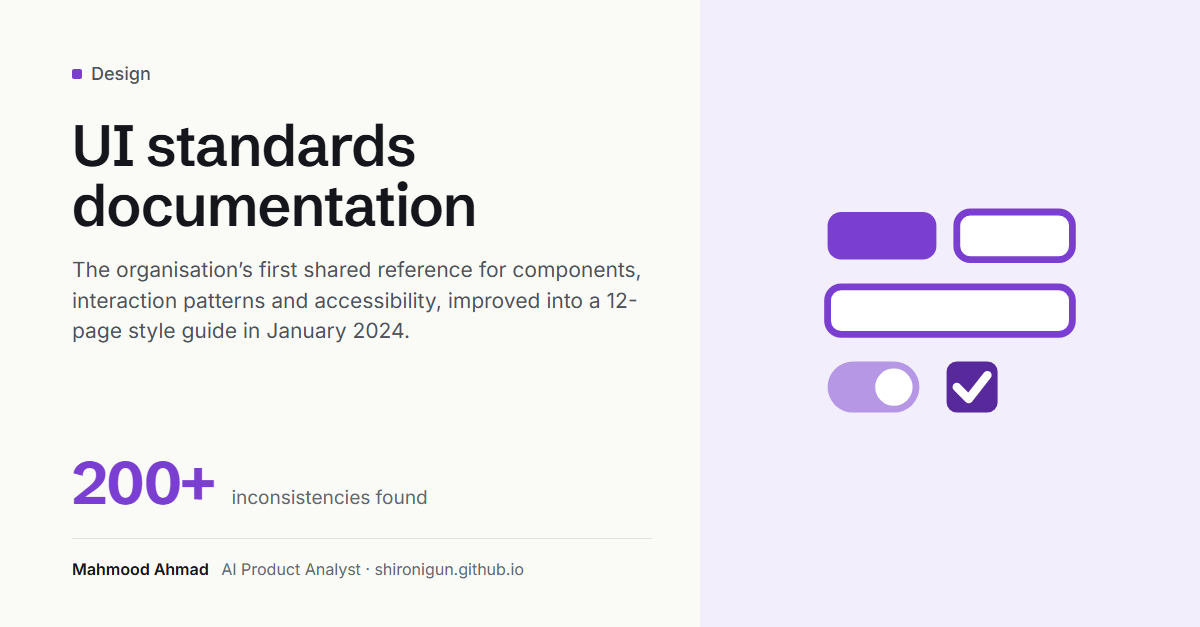 Design
UI standards
documentation
The organisation’s first shared reference for components,
interaction patterns and accessibility, improved into a 12-
page style guide in January 2024.
200+ inconsistencies found
Mahmood Ahmad AI Product Analyst · shironigun.github.io